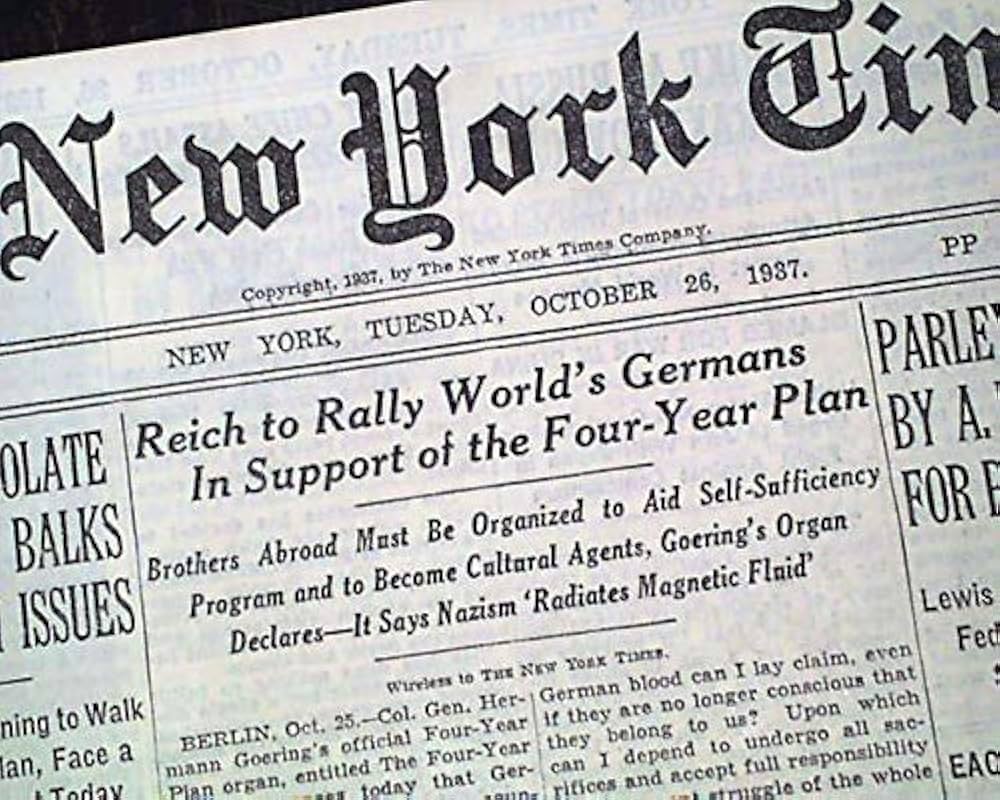 New York Tim
Copyright, 1937, by The New York Times Company.
NEW YORK, TUESDAY, OCTOBER 26, 1937.
PP
OLATE
BALKS
ISSUES
ning to Walk
lan, Face a
Today
Reich to Rally World's Germans
In Support of the Four-Year Plan
Brothers Abroad Must Be Organized to Aid Self-Sufficiency
Program and to Become Cultural Agents, Goering's Organ
Declares—It Says Nazism 'Radiates Magnetic Fluid'
Wireless to THE NEW YORK TIMES.
BERLIN, Oct. 25.—Col. Gen. Her-
mann Goering's official Four-Year
Plan organ, entitled The Four-Year
today that Ger-
German blood can I lay claim, even
if they are no longer conscious that
they belong to us? Upon which
can I depend to undergo all sac-
rifices and accept full responsibility
struggle of the whole
PARLEY
BY A.
FOR E
Lewis
Fed
EAC